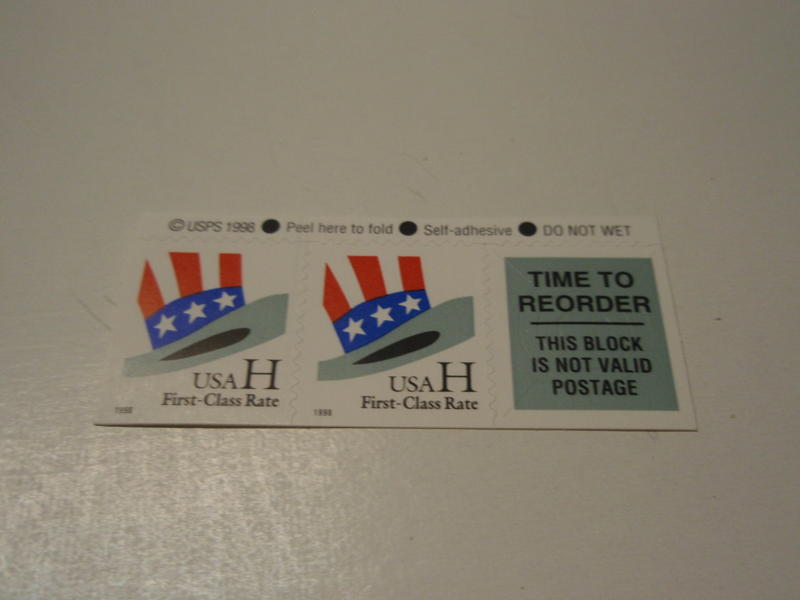 © USPS 1998 ● Peel here to fold ● Self-adhesive ● DO NOT WET
USA H
First-Class Rate
1998
USA H
First-Class Rate
1998
TIME TO
REORDER
THIS BLOCK
IS NOT VALID
POSTAGE